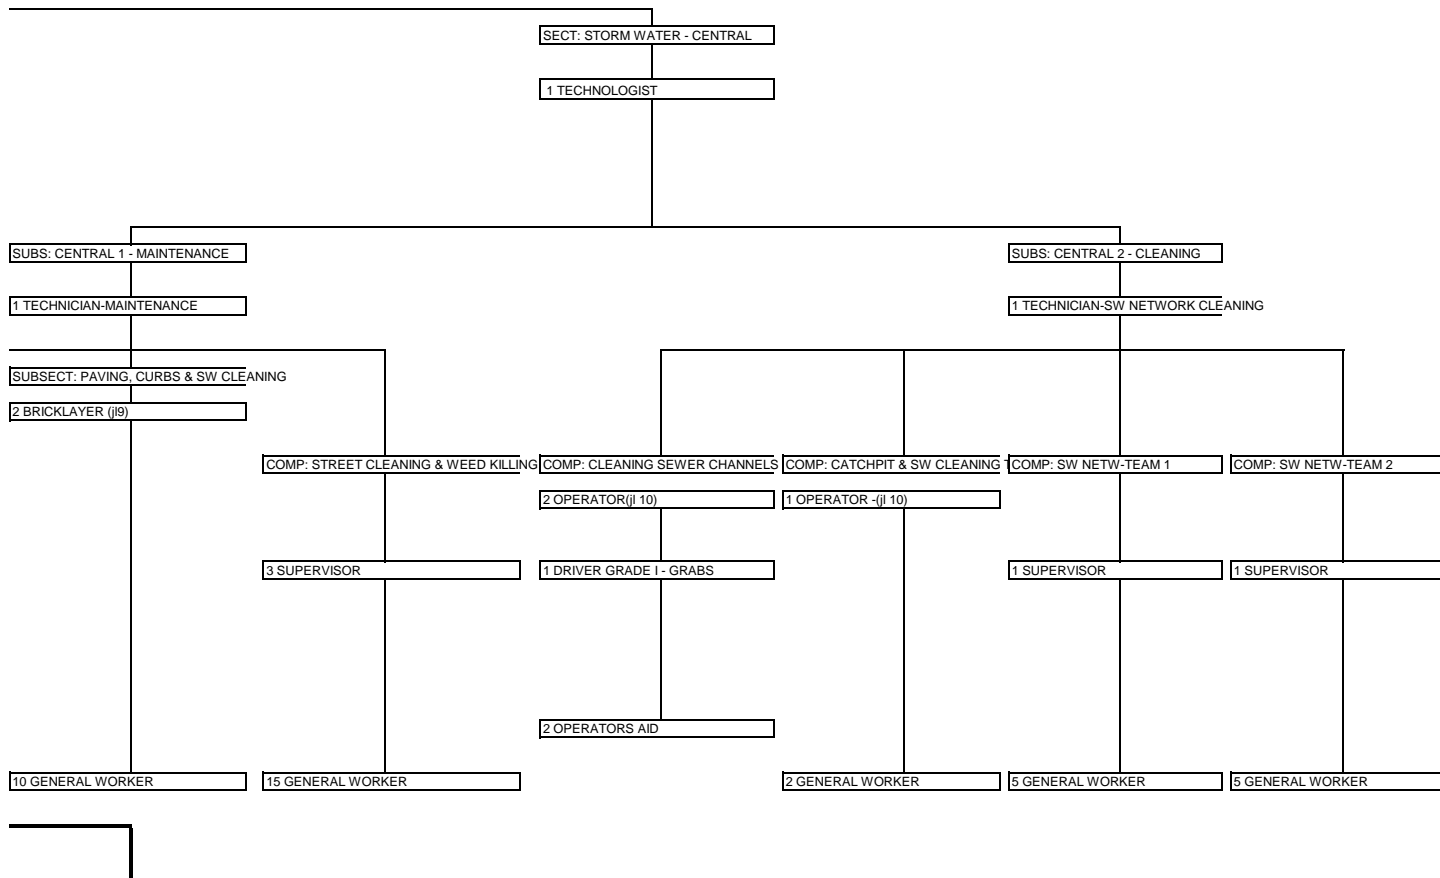 SECT: STORM WATER - CENTRAL
1 TECHNOLOGIST
SUBS: CENTRAL 1 - MAINTENANCE
SUBS: CENTRAL 2 - CLEANING
1 TECHNICIAN-MAINTENANCE
1 TECHNICIAN-SW NETWORK CLEANING
SUBSECT: PAVING, CURBS & SW CLEANING
2 BRICKLAYER (jl9)
COMP: STREET CLEANING & WEED KILLING
COMP: CLEANING SEWER CHANNELS
COMP: CATCHPIT & SW CLEANING
COMP: SW NETW-TEAM 1
COMP: SW NETW-TEAM 2
2 OPERATOR(jl 10)
1 OPERATOR -(jl 10)
3 SUPERVISOR
1 DRIVER GRADE I - GRABS
1 SUPERVISOR
1 SUPERVISOR
2 OPERATORS AID
10 GENERAL WORKER
15 GENERAL WORKER
2 GENERAL WORKER
5 GENERAL WORKER
5 GENERAL WORKER